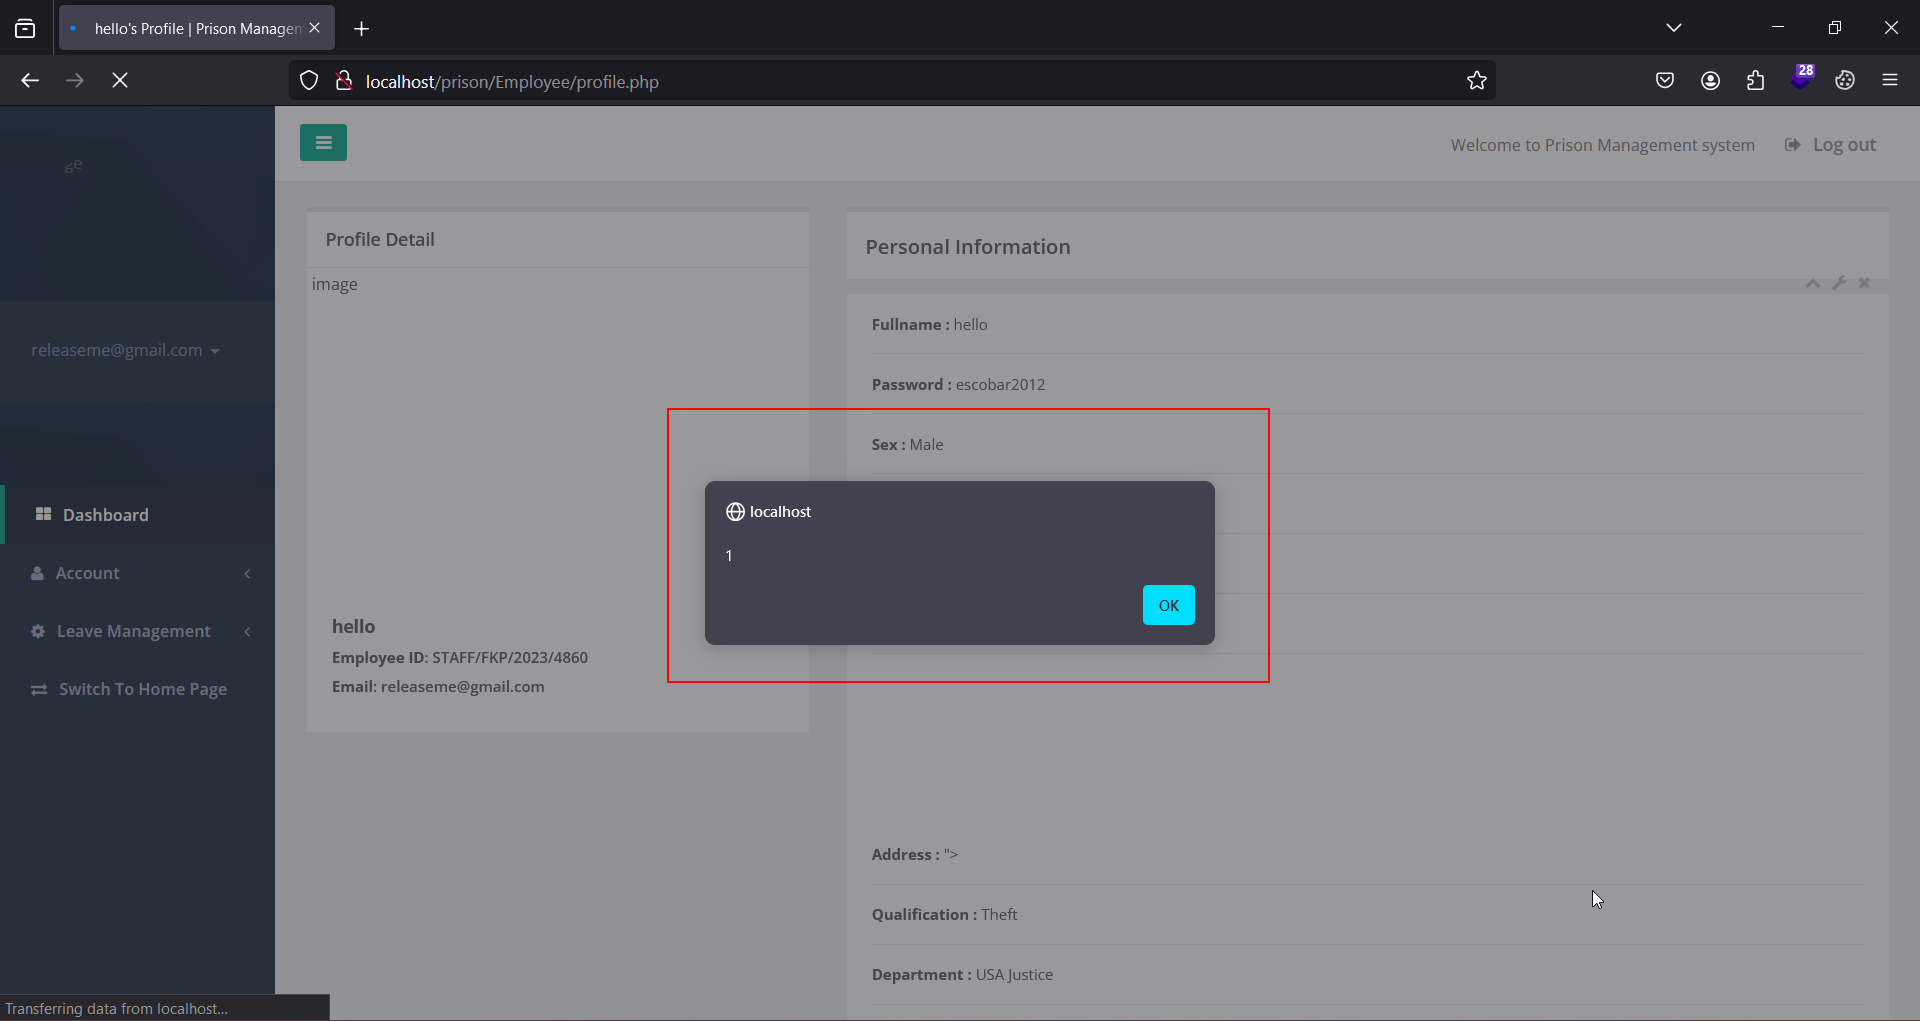 hello's Profile | Prison Managem
localhost/prison/Employee/profile.php
28
ge
Welcome to Prison Management system
Log out
Profile Detail
Personal Information
image
Fullname : hello
releaseme@gmail.com
Password : escobar2012
Sex : Male
localhost
Dashboard
1
Account
OK
hello
Leave Management
Employee ID: STAFF/FKP/2023/4860
Email: releaseme@gmail.com
Switch To Home Page
Address : ">
Qualification : Theft
Department : USA Justice
Transferring data from localhost...